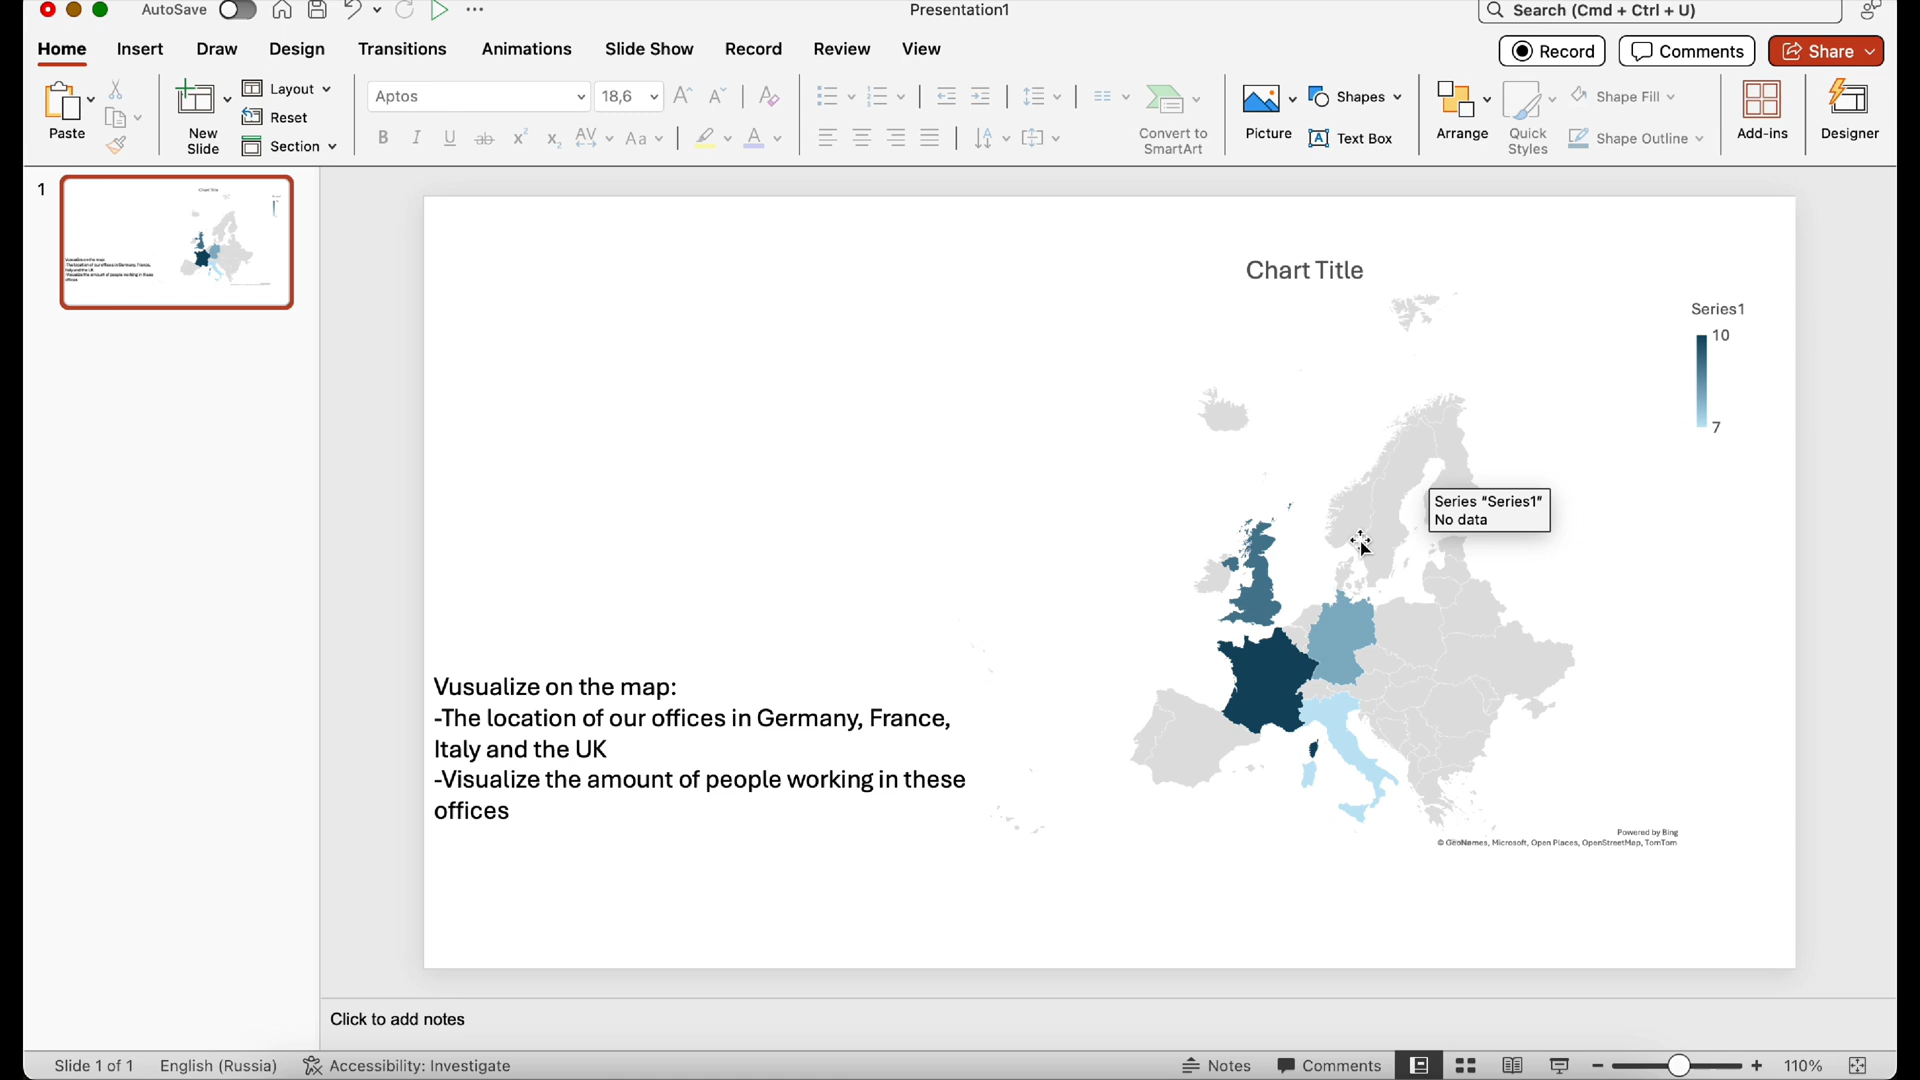 AutoSave
Presentation1
Search (Cmd + Ctrl + U)
Home Insert Draw Design Transitions Animations Slide Show Record Review View
Record Comments Share
Paste
New
Slide
Layout
Reset
Section
Aptos 18,6
Convert to
SmartArt
Picture
Shapes
Text Box
Arrange
Quick
Styles
Shape Fill
Shape Outline
Add-ins
Designer
1
Chart Title
Series1
10
7
Series "Series1"
No data
Vusualize on the map:
-The location of our offices in Germany, France,
Italy and the UK
-Visualize the amount of people working in these
offices
Powered by Bing
© GeoNames, Microsoft, Open Places, OpenStreetMap, TomTom
Click to add notes
Slide 1 of 1 English (Russia) Accessibility: Investigate Notes Comments 110%